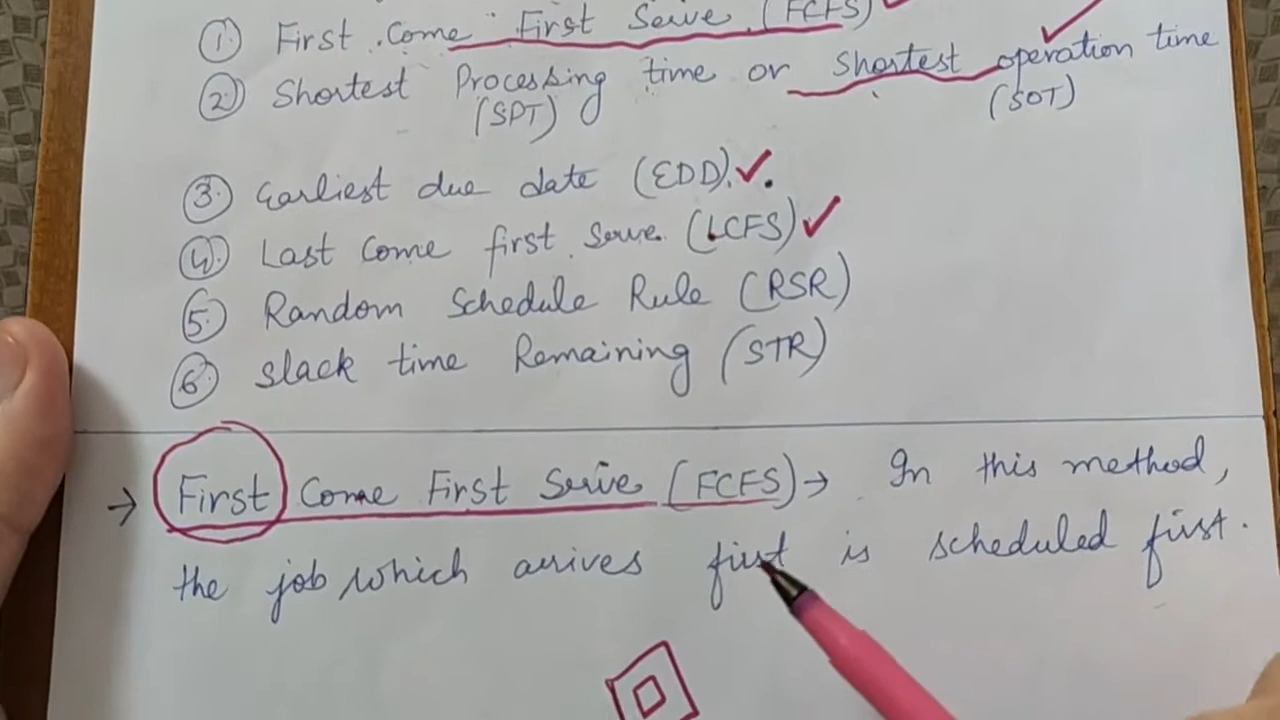 ① First Come First Serve (FCFS) ✓
② Shortest Processing time or Shortest operation time
(SPT) (SOT)
③ Earliest due date (EDD). ✓
④ Last Come first Serve (LCFS) ✓
⑤ Random Schedule Rule (RSR)
⑥ Slack time Remaining (STR)
→ First Come First Serve (FCFS) → In this method,
the job which arrives first is scheduled first.